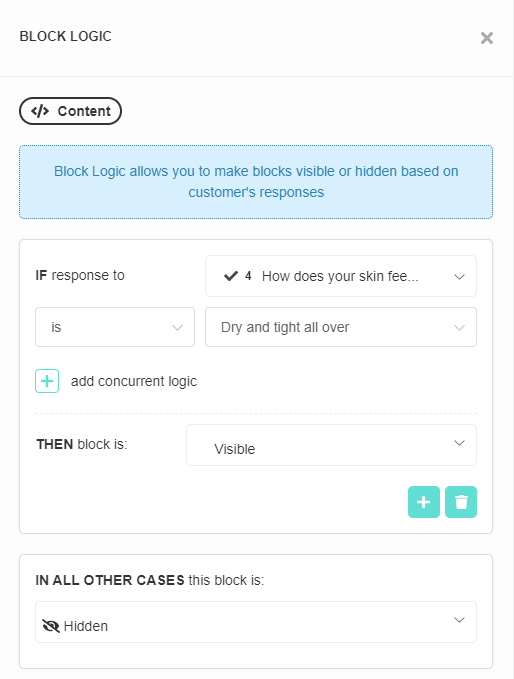 BLOCK LOGIC
</> Content
Block Logic allows you to make blocks visible or hidden based on
customer's responses
IF response to
4 How does your skin fee...
is
Dry and tight all over
add concurrent logic
THEN block is:
Visible
IN ALL OTHER CASES this block is:
Hidden